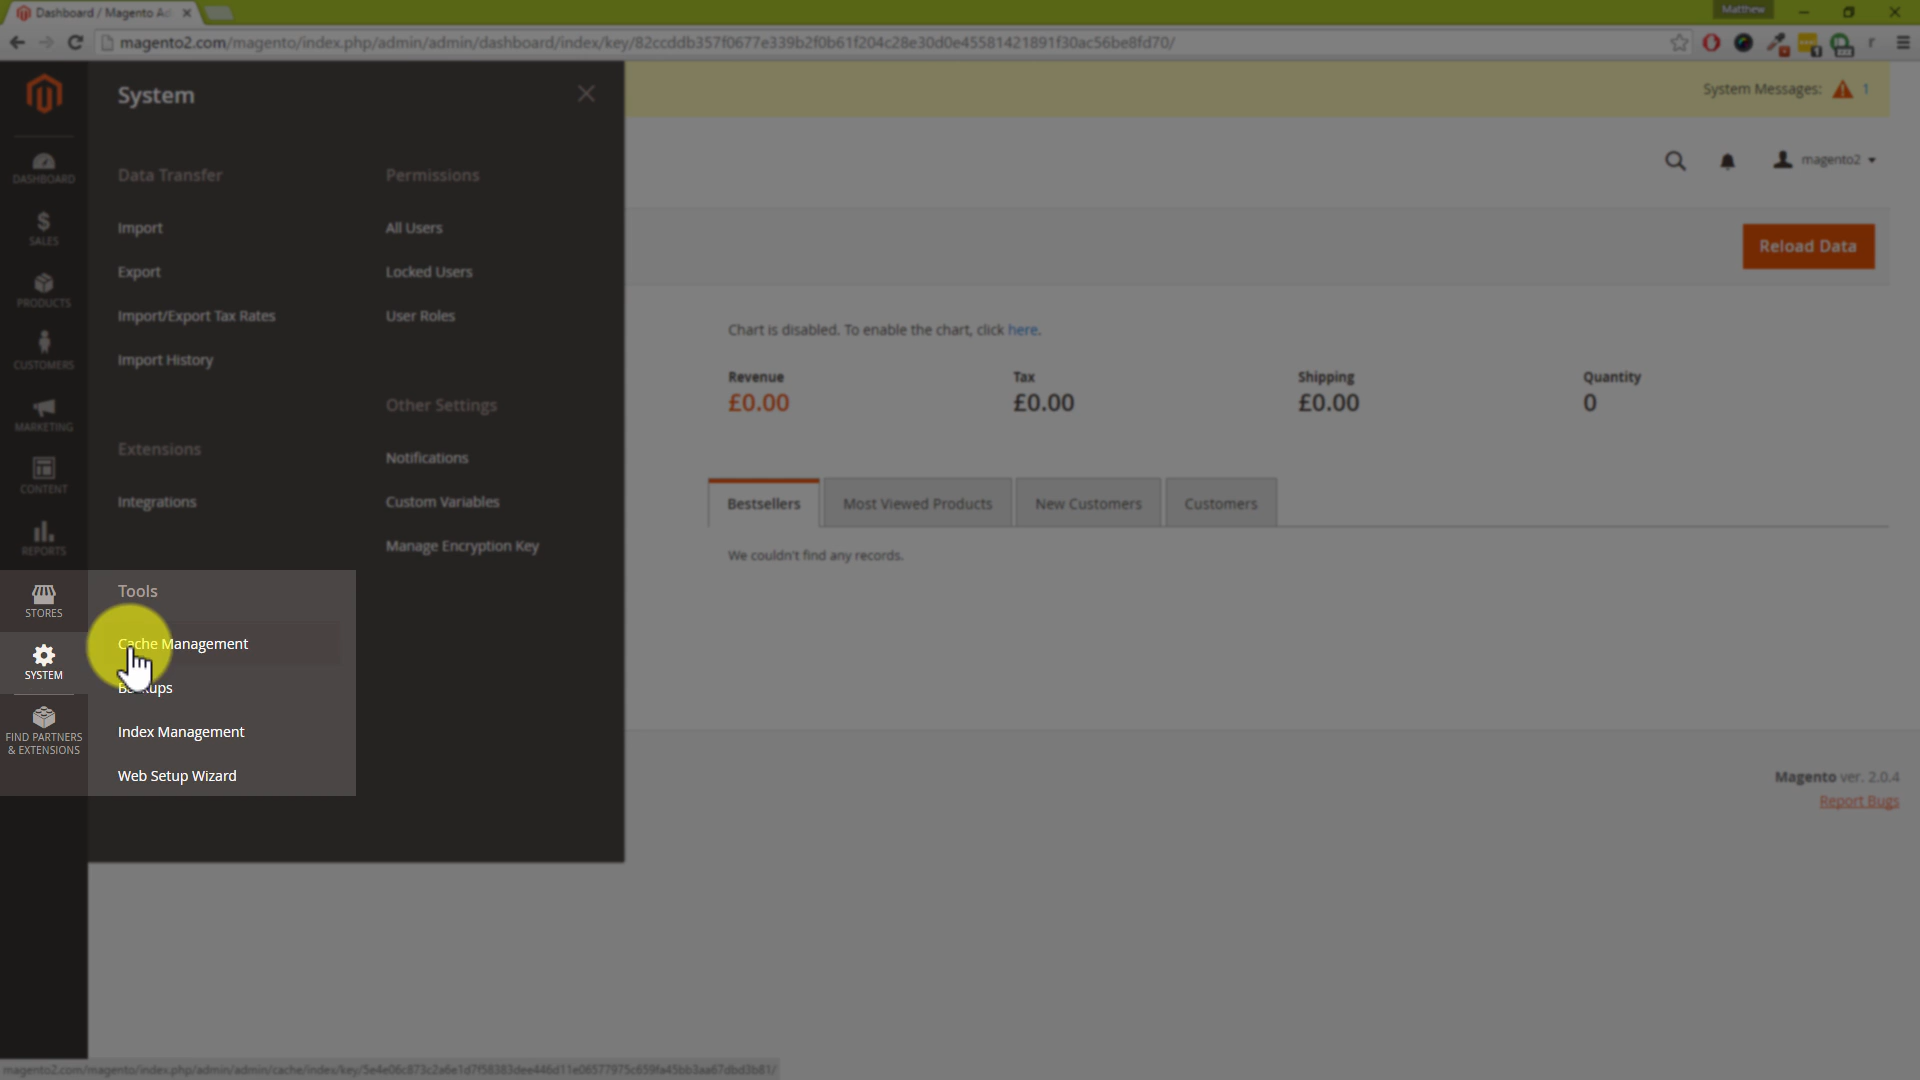 Dashboard / Magento Ad
Matthew
magento2.com/magento/index.php/admin/admin/dashboard/index/key/82ccddb357f0677e339b2f0b61f204c28e30d0e45581421891f30ac56be8fd70/
System
System Messages: 1
DASHBOARD
SALES
PRODUCTS
CUSTOMERS
MARKETING
CONTENT
REPORTS
STORES
SYSTEM
FIND PARTNERS
& EXTENSIONS
Data Transfer
Import
Export
Import/Export Tax Rates
Import History
Extensions
Integrations
Tools
Cache Management
Backups
Index Management
Web Setup Wizard
Permissions
All Users
Locked Users
User Roles
Other Settings
Notifications
Custom Variables
Manage Encryption Key
magento2
Reload Data
Chart is disabled. To enable the chart, click here.
Revenue
£0.00
Tax
£0.00
Shipping
£0.00
Quantity
0
Bestsellers
Most Viewed Products
New Customers
Customers
We couldn't find any records.
Magento ver. 2.0.4
Report Bugs